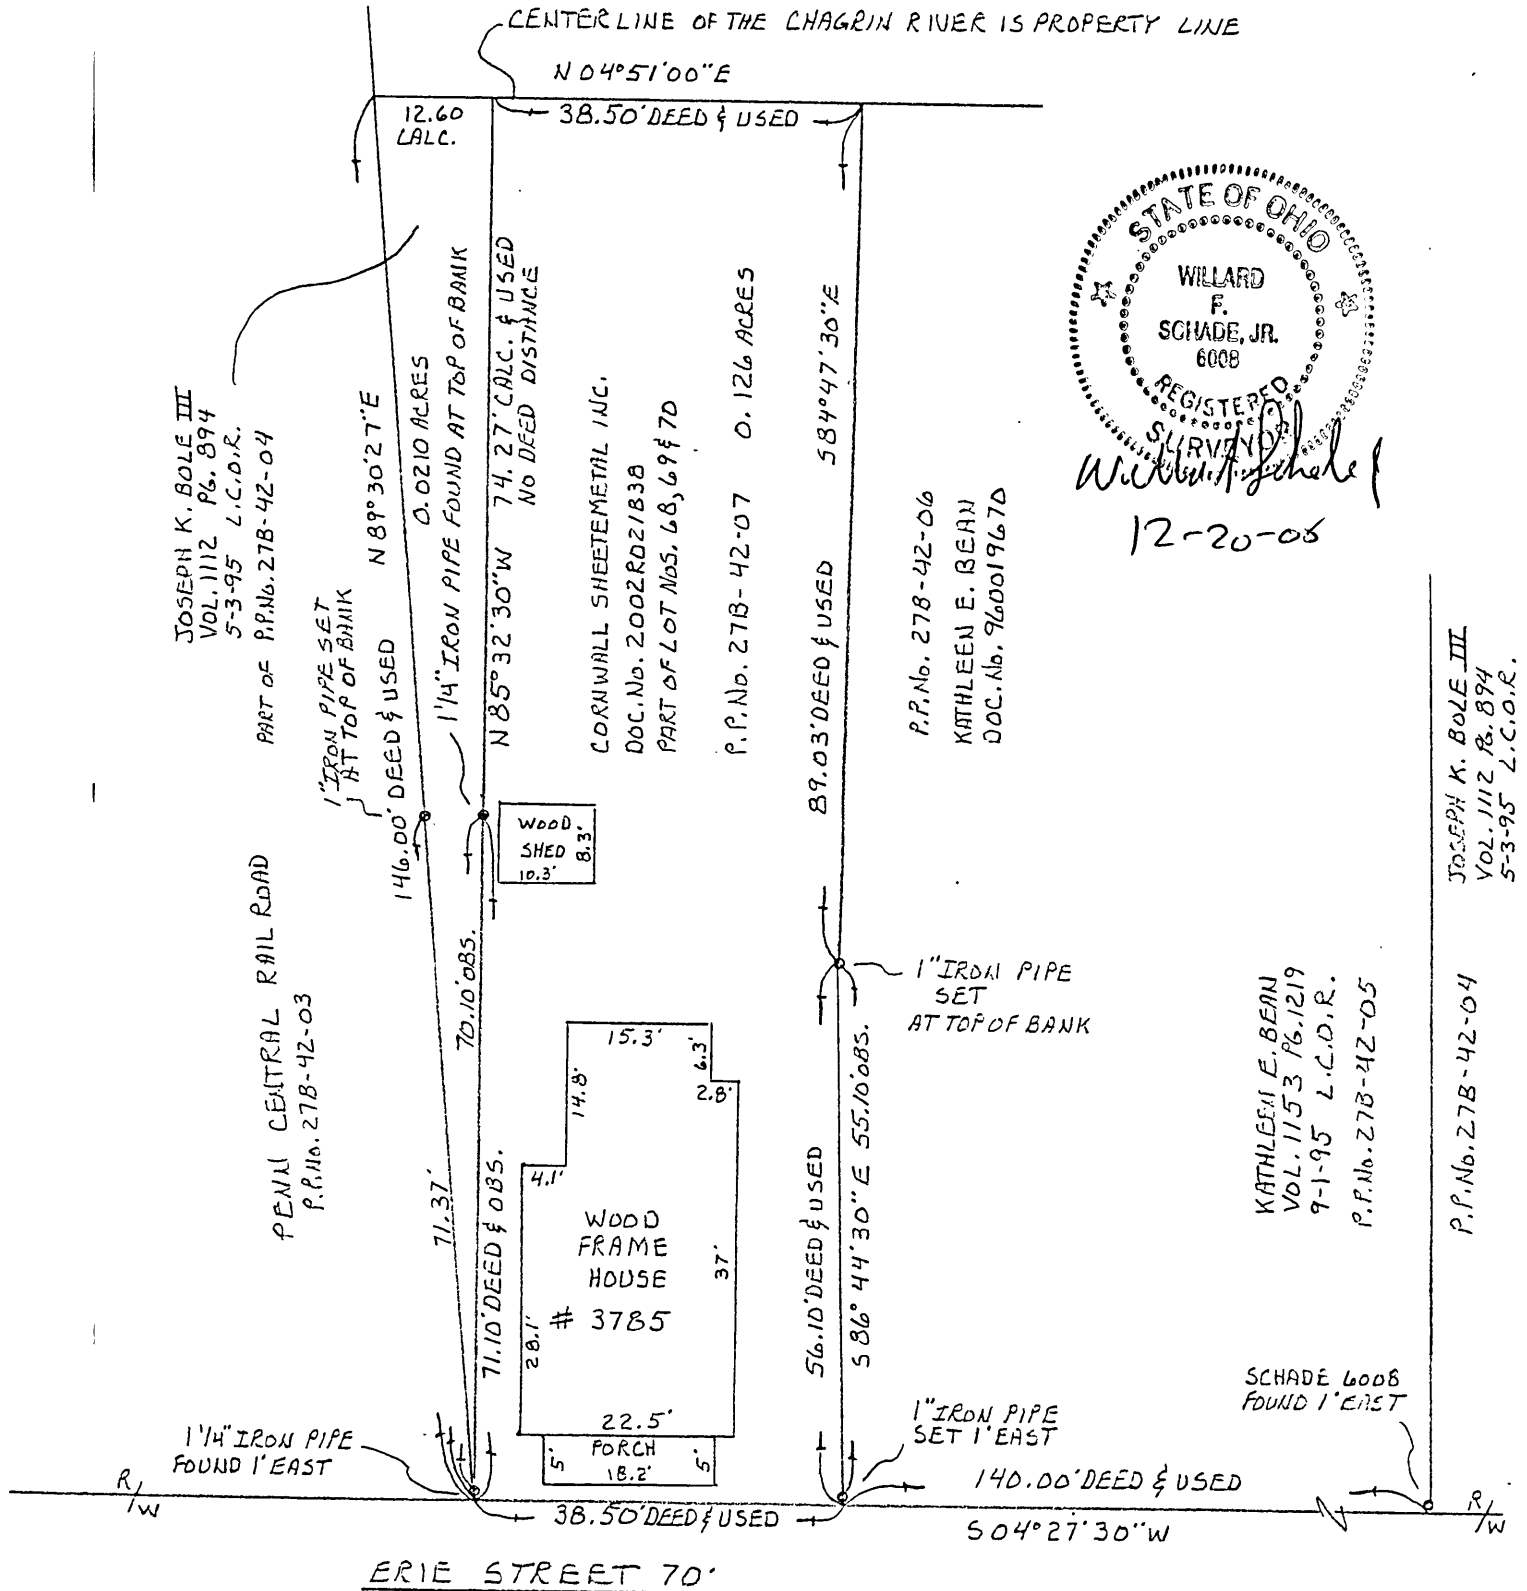 CENTERLINE OF THE CHAGRIN RIVER IS PROPERTY LINE
N 04°51'00"E
12.60
CALC.
38.50' DEED & USED
STATE OF OHIO
WILLARD
F.
SCHADE, JR.
6008
REGISTERED
SURVEYOR
12-20-05
JOSEPH K. BOLE III
VOL. 1112 PG. 894
5-3-95 L.C.D.R.
PART OF P.P.No. 27B-42-04
1" IRON PIPE SET
AT TOP OF BANK
N 89°30'27"E
146.00' DEED & USED
0.0210 ACRES
1 1/4" IRON PIPE FOUND AT TOP OF BANK
N 85°32'30"W 74.27' CALC. & USED
NO DEED DISTANCE
CORNWALL SHEETEMETAL INC.
DOC. No. 2002R021838
PART OF LOT NOS. 68, 69 & 70
P.P. No. 27B-42-07 0.126 ACRES
S 84°47'30"E
89.03' DEED & USED
P.P. No. 27B-42-06
KATHLEEN E. BEAN
DOC. No. 960019670
JOSEPH K. BOLE III
VOL. 1112 PG. 894
5-3-95 L.C.D.R.
P.P. No. 27B-42-04
WOOD
SHED
8.3'
10.3'
PENN CENTRAL RAILROAD
P.P. No. 27B-42-03
70.10' OBS.
1" IRON PIPE
SET
AT TOP OF BANK
KATHLEEN E. BEAN
VOL. 1153 PG. 1219
9-1-95 L.C.D.R.
P.P. No. 27B-42-05
15.3'
6.3'
2.8'
14.8'
4.1'
71.37'
71.10' DEED & OBS.
WOOD
FRAME
HOUSE
# 3785
37'
28.1'
22.5'
56.10' DEED & USED
S 86°44'30"E 55.10' OBS.
PORCH
5'
18.2'
5'
1 1/4" IRON PIPE
FOUND 1' EAST
1" IRON PIPE
SET 1' EAST
SCHADE 6008
FOUND 1' EAST
140.00' DEED & USED
R/W
38.50' DEED & USED
S 04°27'30"W
R/W
ERIE STREET 70'